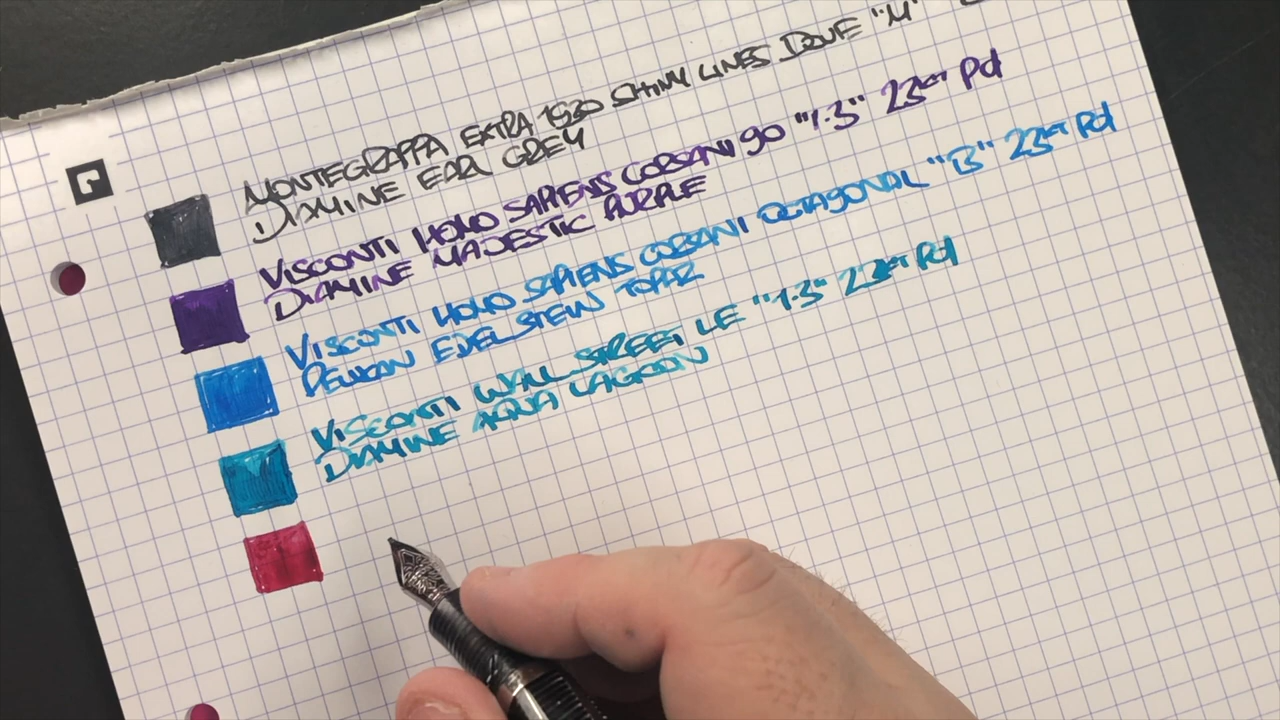 MONTEGRAPPA EXTRA 1530 SHINY LINES DOUE "M"
DIAMINE EARL GREY
VISCONTI HOMO SAPIENS CORSANI 90 "1.3" 23KT Pd
DIAMINE MAJESTIC PURPLE
VISCONTI HOMO SAPIENS CORSANI OCTAGONAL "B" 23KT Pd
PELIKAN EDELSTEIN TOPAZ
VISCONTI WALL STREET LE "1.3" 23KT Pd
DIAMINE AQUA LAGOON